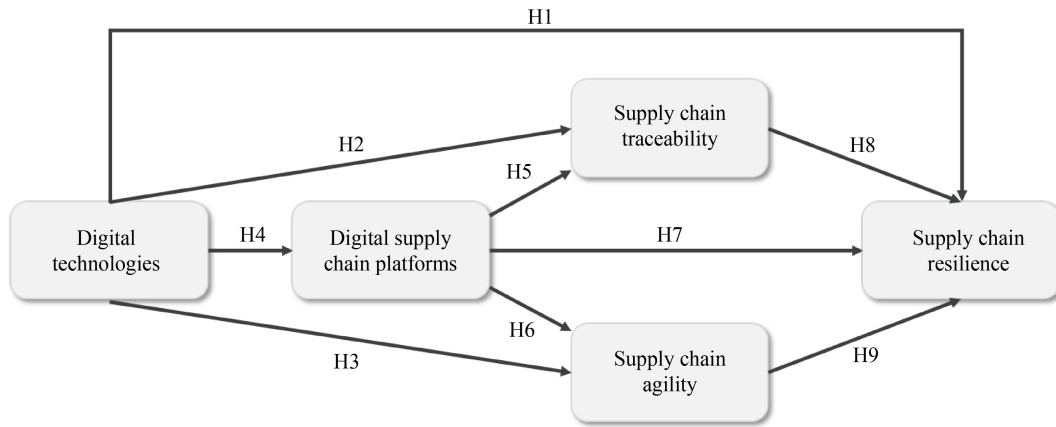 H1
Supply chain
traceability
H2
H8
H5
Digital
technologies
H4
Digital supply
chain platforms
H7
Supply chain
resilience
H6
H3
Supply chain
agility
H9